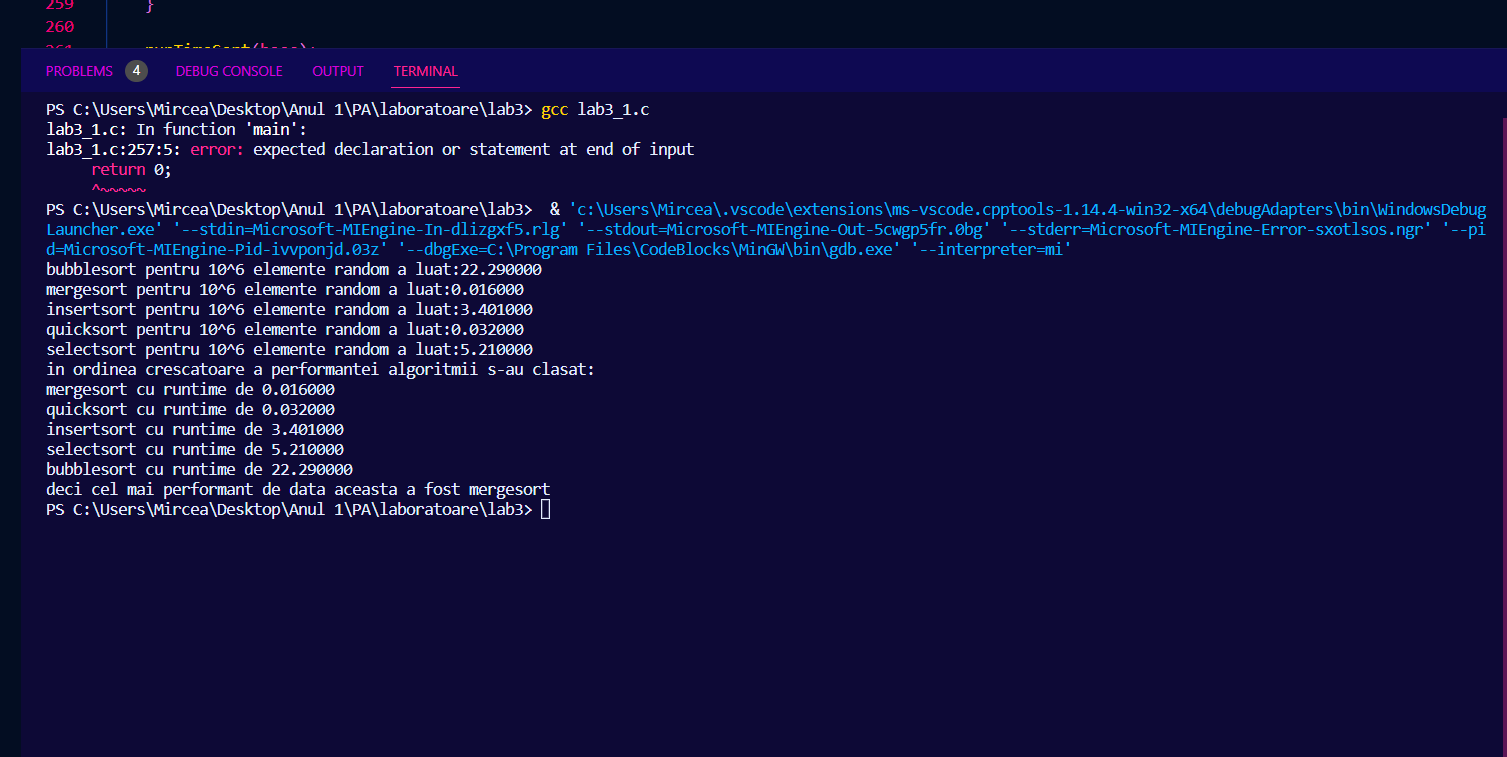 259 }
260
261 runTimeSort(base);
PROBLEMS 4 DEBUG CONSOLE OUTPUT TERMINAL
PS C:\Users\Mircea\Desktop\Anul 1\PA\laboratoare\lab3> gcc lab3_1.c
lab3_1.c: In function 'main':
lab3_1.c:257:5: error: expected declaration or statement at end of input
return 0;
^~~~~~
PS C:\Users\Mircea\Desktop\Anul 1\PA\laboratoare\lab3>  & 'c:\Users\Mircea\.vscode\extensions\ms-vscode.cpptools-1.14.4-win32-x64\debugAdapters\bin\WindowsDebug
Launcher.exe' '--stdin=Microsoft-MIEngine-In-dlizgxf5.rlg' '--stdout=Microsoft-MIEngine-Out-5cwgp5fr.0bg' '--stderr=Microsoft-MIEngine-Error-sxotlsos.ngr' '--pi
d=Microsoft-MIEngine-Pid-ivvponjd.03z' '--dbgExe=C:\Program Files\CodeBlocks\MinGW\bin\gdb.exe' '--interpreter=mi'
bubblesort pentru 10^6 elemente random a luat:22.290000
mergesort pentru 10^6 elemente random a luat:0.016000
insertsort pentru 10^6 elemente random a luat:3.401000
quicksort pentru 10^6 elemente random a luat:0.032000
selectsort pentru 10^6 elemente random a luat:5.210000
in ordinea crescatoare a performantei algoritmii s-au clasat:
mergesort cu runtime de 0.016000
quicksort cu runtime de 0.032000
insertsort cu runtime de 3.401000
selectsort cu runtime de 5.210000
bubblesort cu runtime de 22.290000
deci cel mai performant de data aceasta a fost mergesort
PS C:\Users\Mircea\Desktop\Anul 1\PA\laboratoare\lab3>